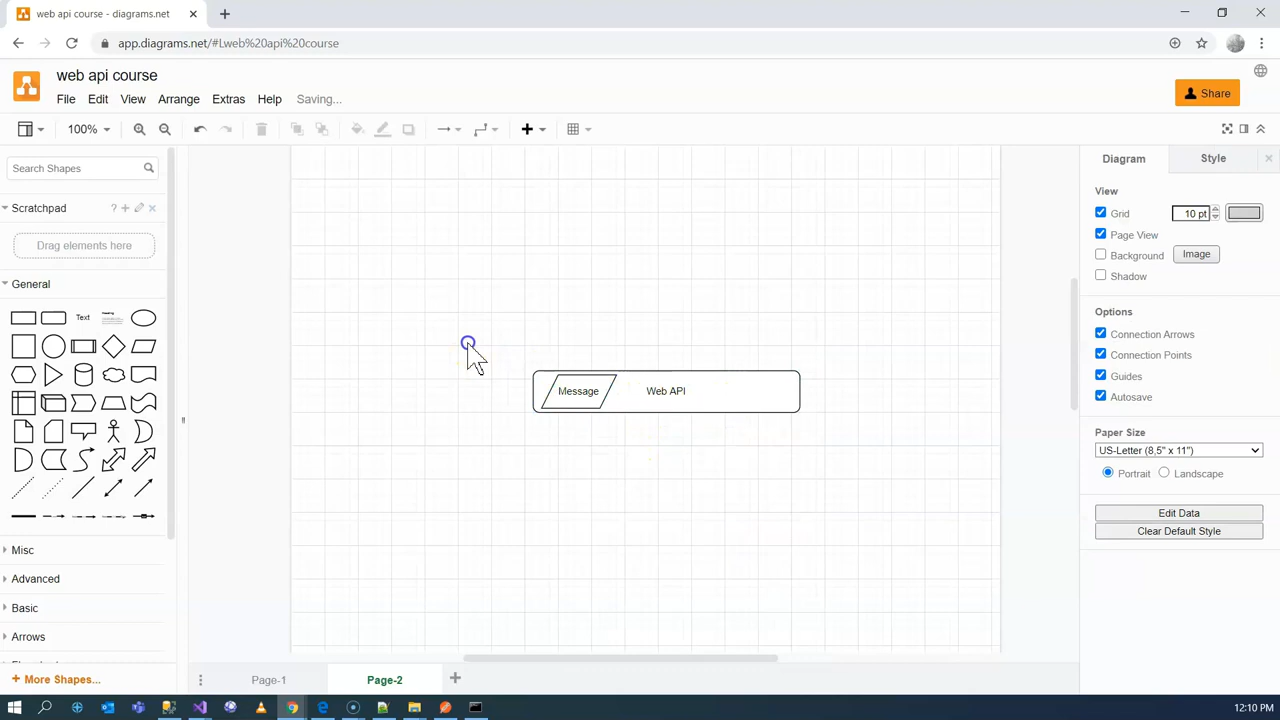 web api course - diagrams.net
app.diagrams.net/#Lweb%20api%20course
web api course
File Edit View Arrange Extras Help Saving...
Share
100%
Search Shapes
Scratchpad
?
Drag elements here
General
Text
Heading
Misc
Advanced
Basic
Arrows
+ More Shapes...
Message
Web API
Page-1
Page-2
Diagram
Style
View
Grid
10 pt
Page View
Background
Image
Shadow
Options
Connection Arrows
Connection Points
Guides
Autosave
Paper Size
US-Letter (8,5" x 11")
Portrait
Landscape
Edit Data
Clear Default Style
12:10 PM